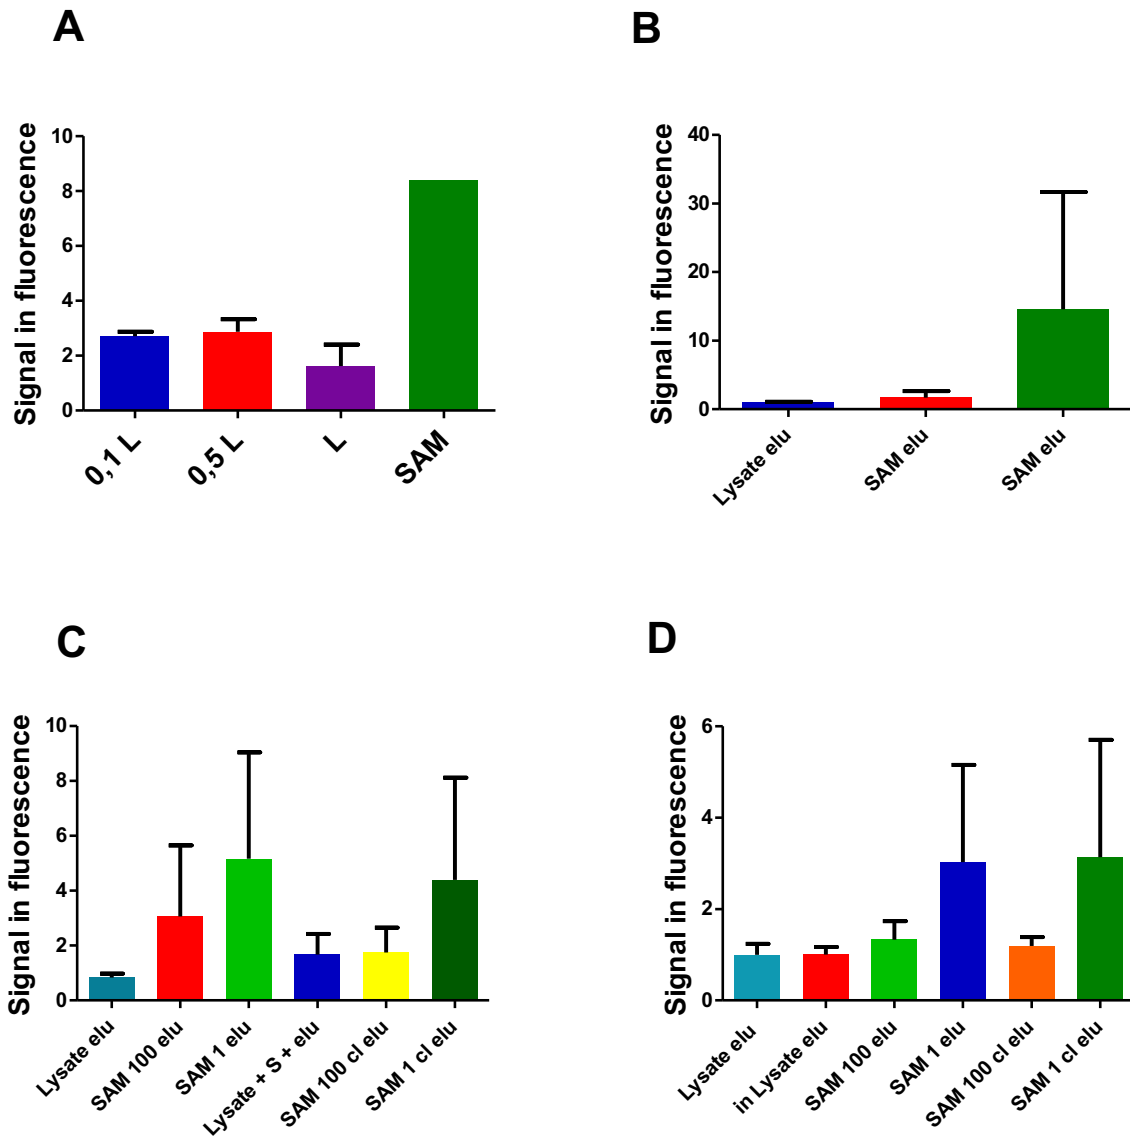 A
Signal in fluorescence
10
8
6
4
2
0
0,1 L
0,5 L
L
SAM
B
Signal in fluorescence
40
30
20
10
0
Lysate elu
SAM elu
SAM elu
C
Signal in fluorescence
10
8
6
4
2
0
Lysate elu
SAM 100 elu
SAM 1 elu
Lysate + S + elu
SAM 100 cl elu
SAM 1 cl elu
D
Signal in fluorescence
6
4
2
0
Lysate elu
in Lysate elu
SAM 100 elu
SAM 1 elu
SAM 100 cl elu
SAM 1 cl elu